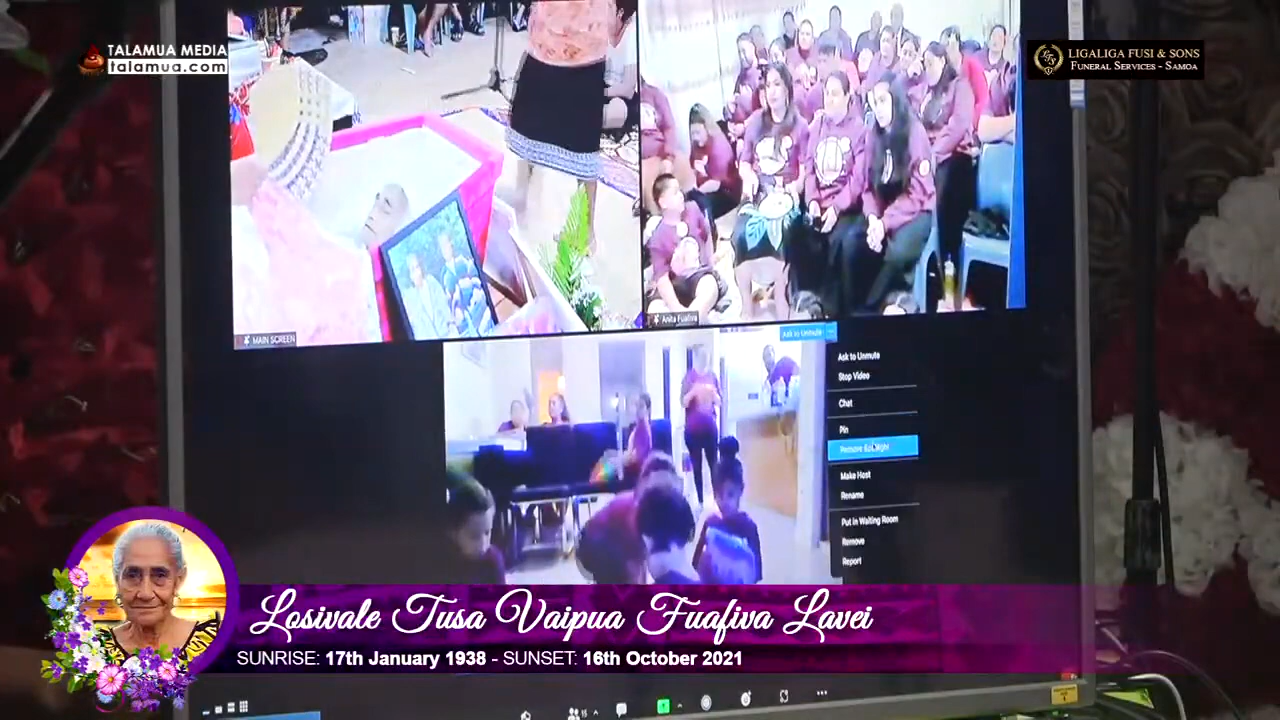 TALAMUA MEDIA
talamua.com
LIGALIGA FUSI & SONS
FUNERAL SERVICES - SAMOA
MAIN SCREEN
Anita Fuafiva
Ask to Unmute
Ask to Unmute
Stop Video
Chat
Pin
Remove Spotlight
Make Host
Rename
Put in Waiting Room
Remove
Report
Losivale Tusa Vaipua Fuafiva Lavei
SUNRISE: 17th January 1938 - SUNSET: 16th October 2021